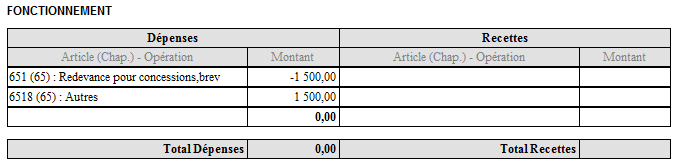 FONCTIONNEMENT
Dépenses Recettes
Article (Chap.) - Opération Montant Article (Chap.) - Opération Montant
651 (65) : Redevance pour concessions,brev -1 500,00
6518 (65) : Autres 1 500,00
0,00
Total Dépenses 0,00 Total Recettes